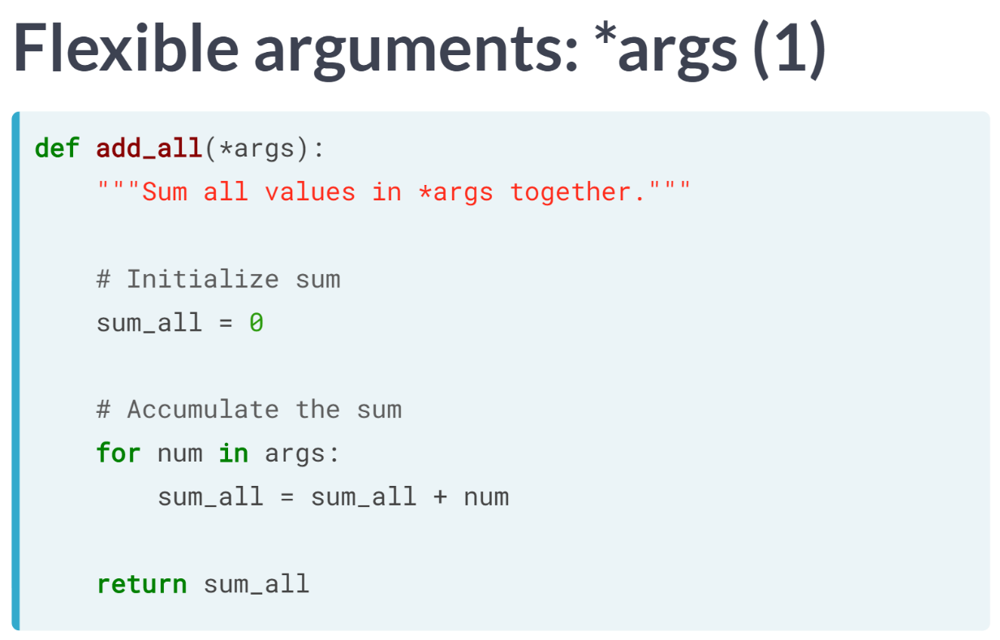 Flexible arguments: *args (1)
def add_all(*args):
    """Sum all values in *args together."""
    # Initialize sum
    sum_all = 0
    # Accumulate the sum
    for num in args:
        sum_all = sum_all + num
    return sum_all